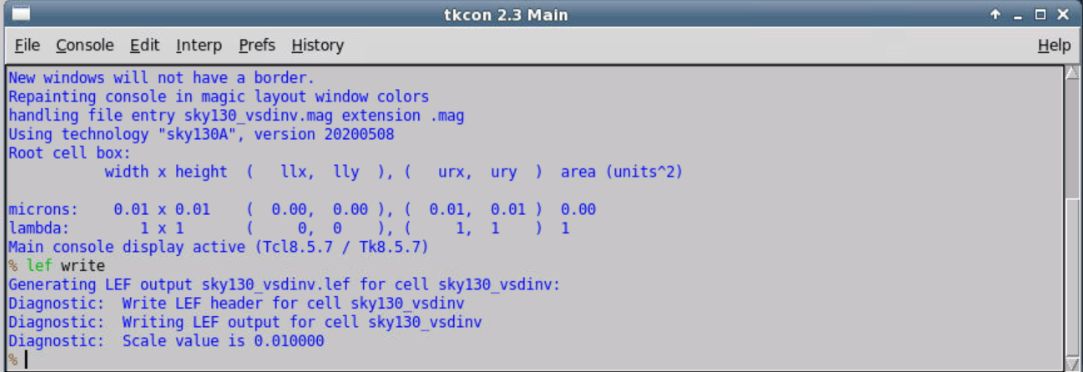 tkcon 2.3 Main
File Console Edit Interp Prefs History Help
New windows will not have a border.
Repainting console in magic layout window colors
handling file entry sky130_vsdinv.mag extension .mag
Using technology "sky130A", version 20200508
Root cell box:
width x height ( llx, lly ), ( urx, ury ) area (units^2)
microns: 0.01 x 0.01 ( 0.00, 0.00 ), ( 0.01, 0.01 ) 0.00
lambda: 1 x 1 ( 0, 0 ), ( 1, 1 ) 1
Main console display active (Tcl8.5.7 / Tk8.5.7)
% lef write
Generating LEF output sky130_vsdinv.lef for cell sky130_vsdinv:
Diagnostic: Write LEF header for cell sky130_vsdinv
Diagnostic: Writing LEF output for cell sky130_vsdinv
Diagnostic: Scale value is 0.010000
%